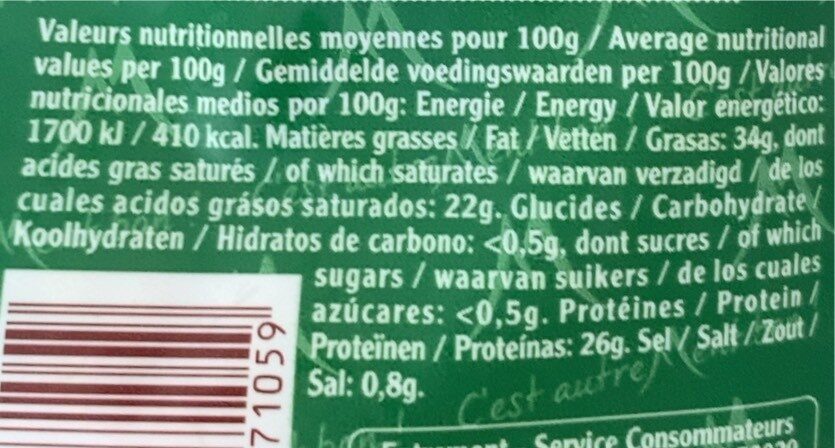 Valeurs nutritionnelles moyennes pour 100g / Average nutritional
values per 100g / Gemiddelde voedingswaarden per 100g / Valores
nutricionales medios por 100g: Energie / Energy / Valor energético:
1700 kJ / 410 kcal. Matières grasses / Fat / Vetten / Grasas: 34g, dont
acides gras saturés / of which saturates / waarvan verzadigd / de los
cuales acidos grásos saturados: 22g. Glucides / Carbohydrate /
Koolhydraten / Hidratos de carbono: <0,5g, dont sucres / of which
sugars / waarvan suikers / de los cuales
azúcares: <0,5g. Protéines / Protein /
Proteïnen / Proteínas: 26g. Sel / Salt / Zout /
Sal: 0,8g.
71059
C'est autre
Service Consommateurs